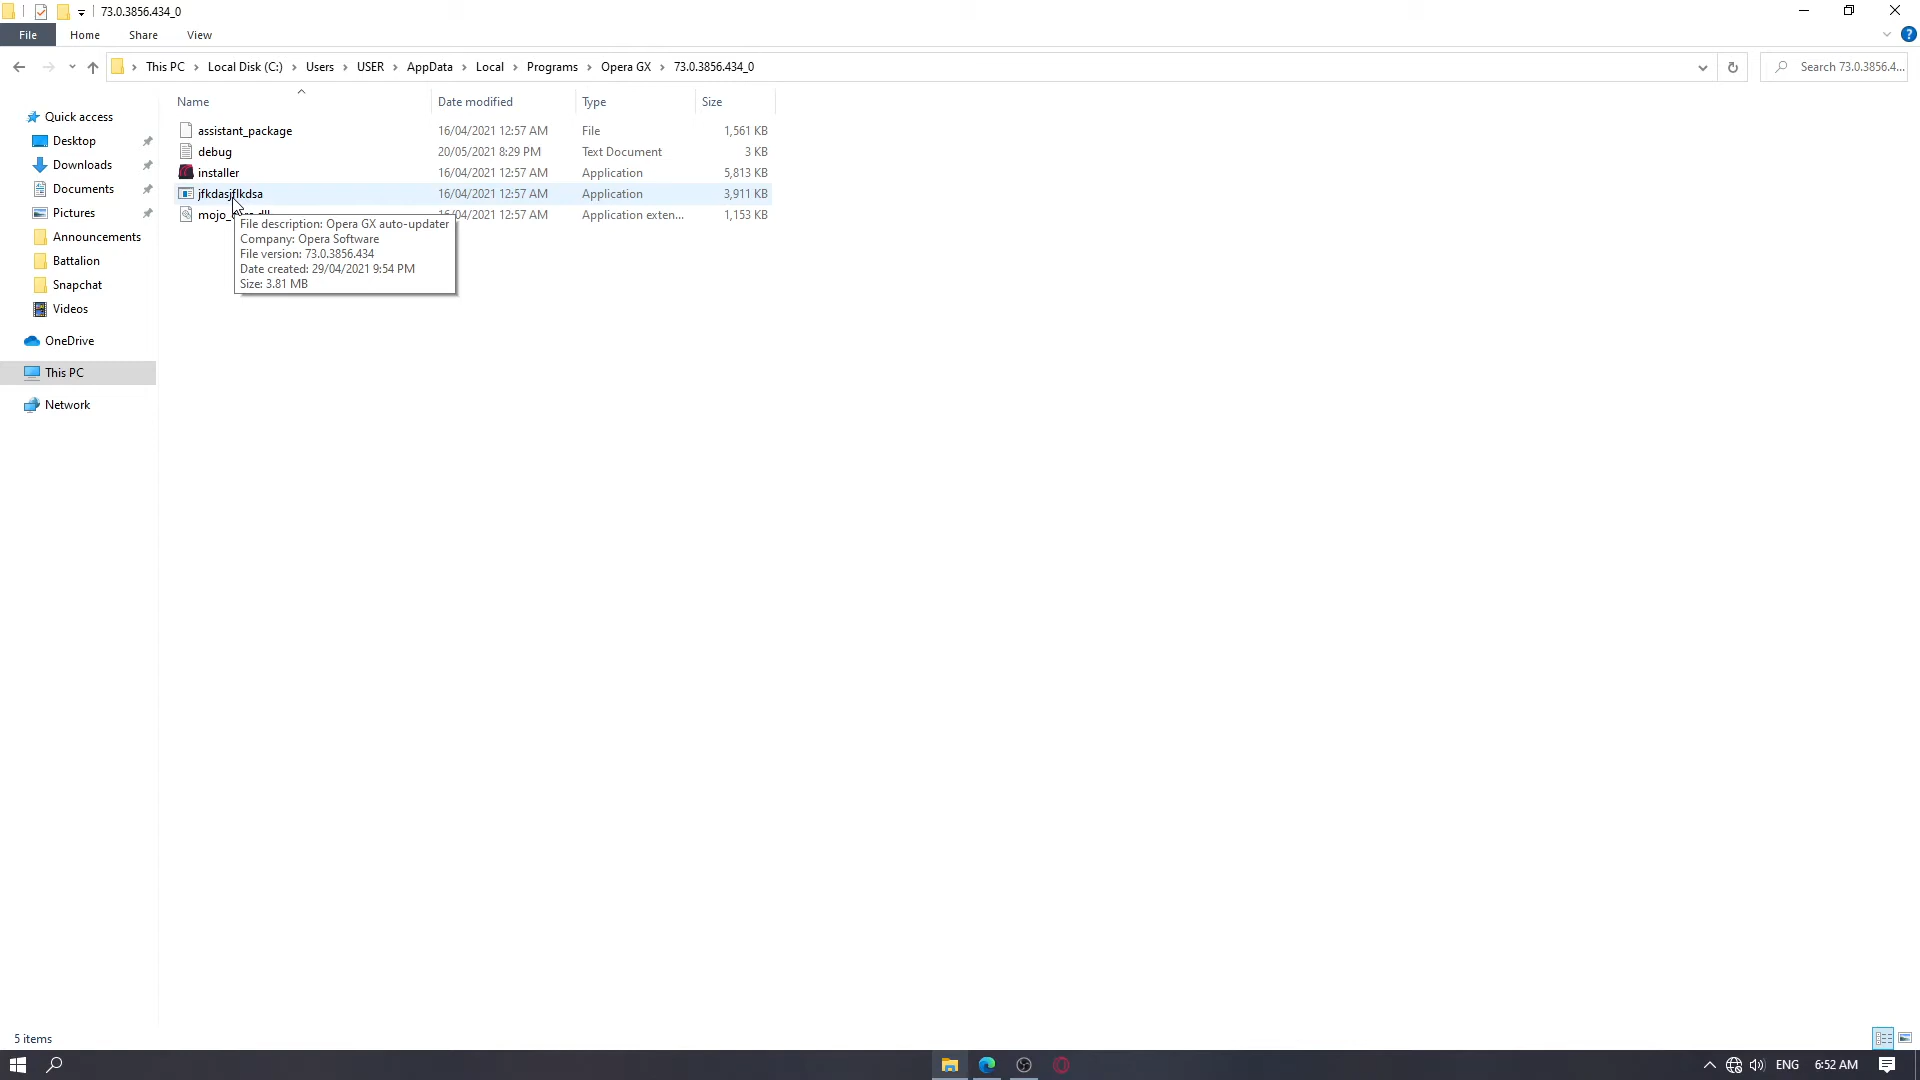 73.0.3856.434_0
File Home Share View
This PC Local Disk (C:) Users USER AppData Local Programs Opera GX 73.0.3856.434_0
Search 73.0.3856.4...
Name Date modified Type Size
assistant_package 16/04/2021 12:57 AM File 1,561 KB
debug 20/05/2021 8:29 PM Text Document 3 KB
installer 16/04/2021 12:57 AM Application 5,813 KB
jfkdasjflkdsa 16/04/2021 12:57 AM Application 3,911 KB
16/04/2021 12:57 AM Application exten... 1,153 KB
File description: Opera GX auto-updater
Company: Opera Software
File version: 73.0.3856.434
Date created: 29/04/2021 9:54 PM
Size: 3.81 MB
Quick access
Desktop
Downloads
Documents
Pictures
Announcements
Battalion
Snapchat
Videos
OneDrive
This PC
Network
5 items
ENG 6:52 AM